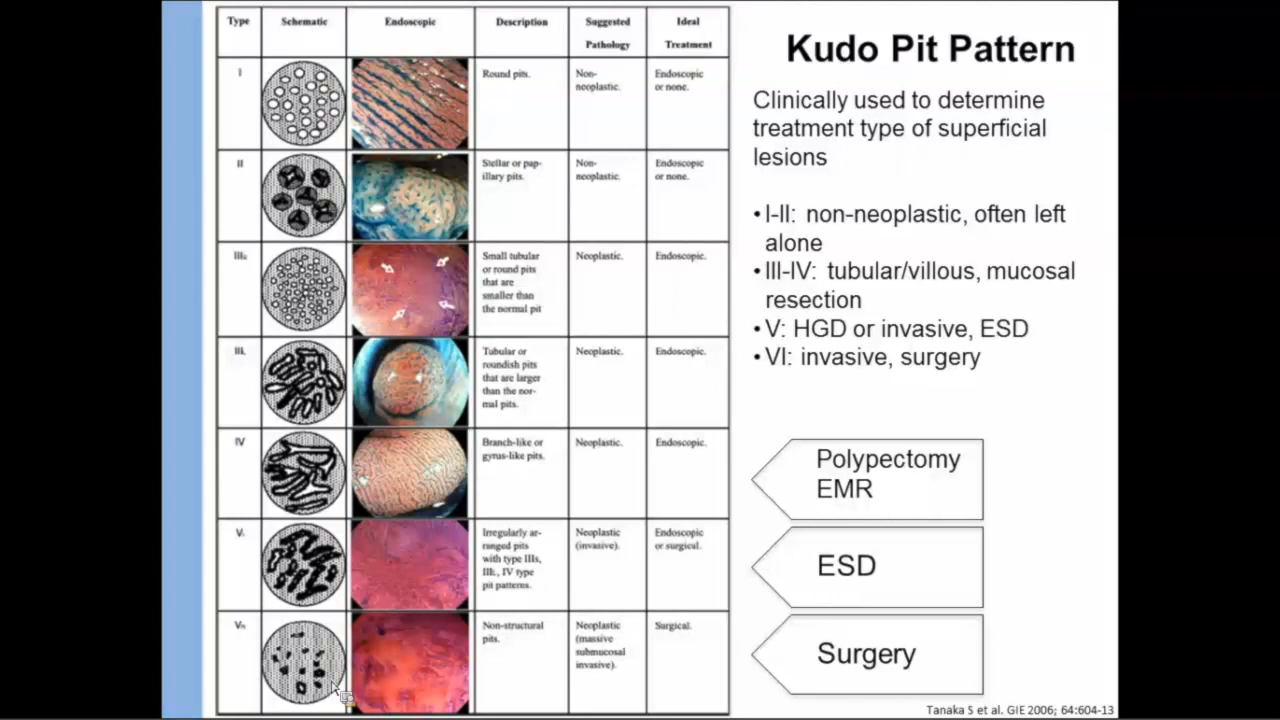 Type Schematic Endoscopic Description Suggested Pathology Ideal Treatment
I
Round pits.
Non-
neoplastic.
Endoscopic
or none.
II
Stellar or pap-
illary pits.
Non-
neoplastic.
Endoscopic
or none.
IIIs
Small tubular
or round pits
that are
smaller than
the normal pit
Neoplastic.
Endoscopic.
IIIL
Tubular or
roundish pits
that are larger
than the nor-
mal pits.
Neoplastic.
Endoscopic.
IV
Branch-like or
gyrus-like pits.
Neoplastic.
Endoscopic.
VI
Irregularly ar-
ranged pits
with type IIIs,
IIIL, IV type
pit patterns.
Neoplastic
(invasive).
Endoscopic
or surgical.
VN
Non-structural
pits.
Neoplastic
(massive
submucosal
invasive).
Surgical.
Kudo Pit Pattern
Clinically used to determine
treatment type of superficial
lesions
•I-II: non-neoplastic, often left
alone
•III-IV: tubular/villous, mucosal
resection
•V: HGD or invasive, ESD
•VI: invasive, surgery
Polypectomy
EMR
ESD
Surgery
Tanaka S et al. GIE 2006; 64:604-13